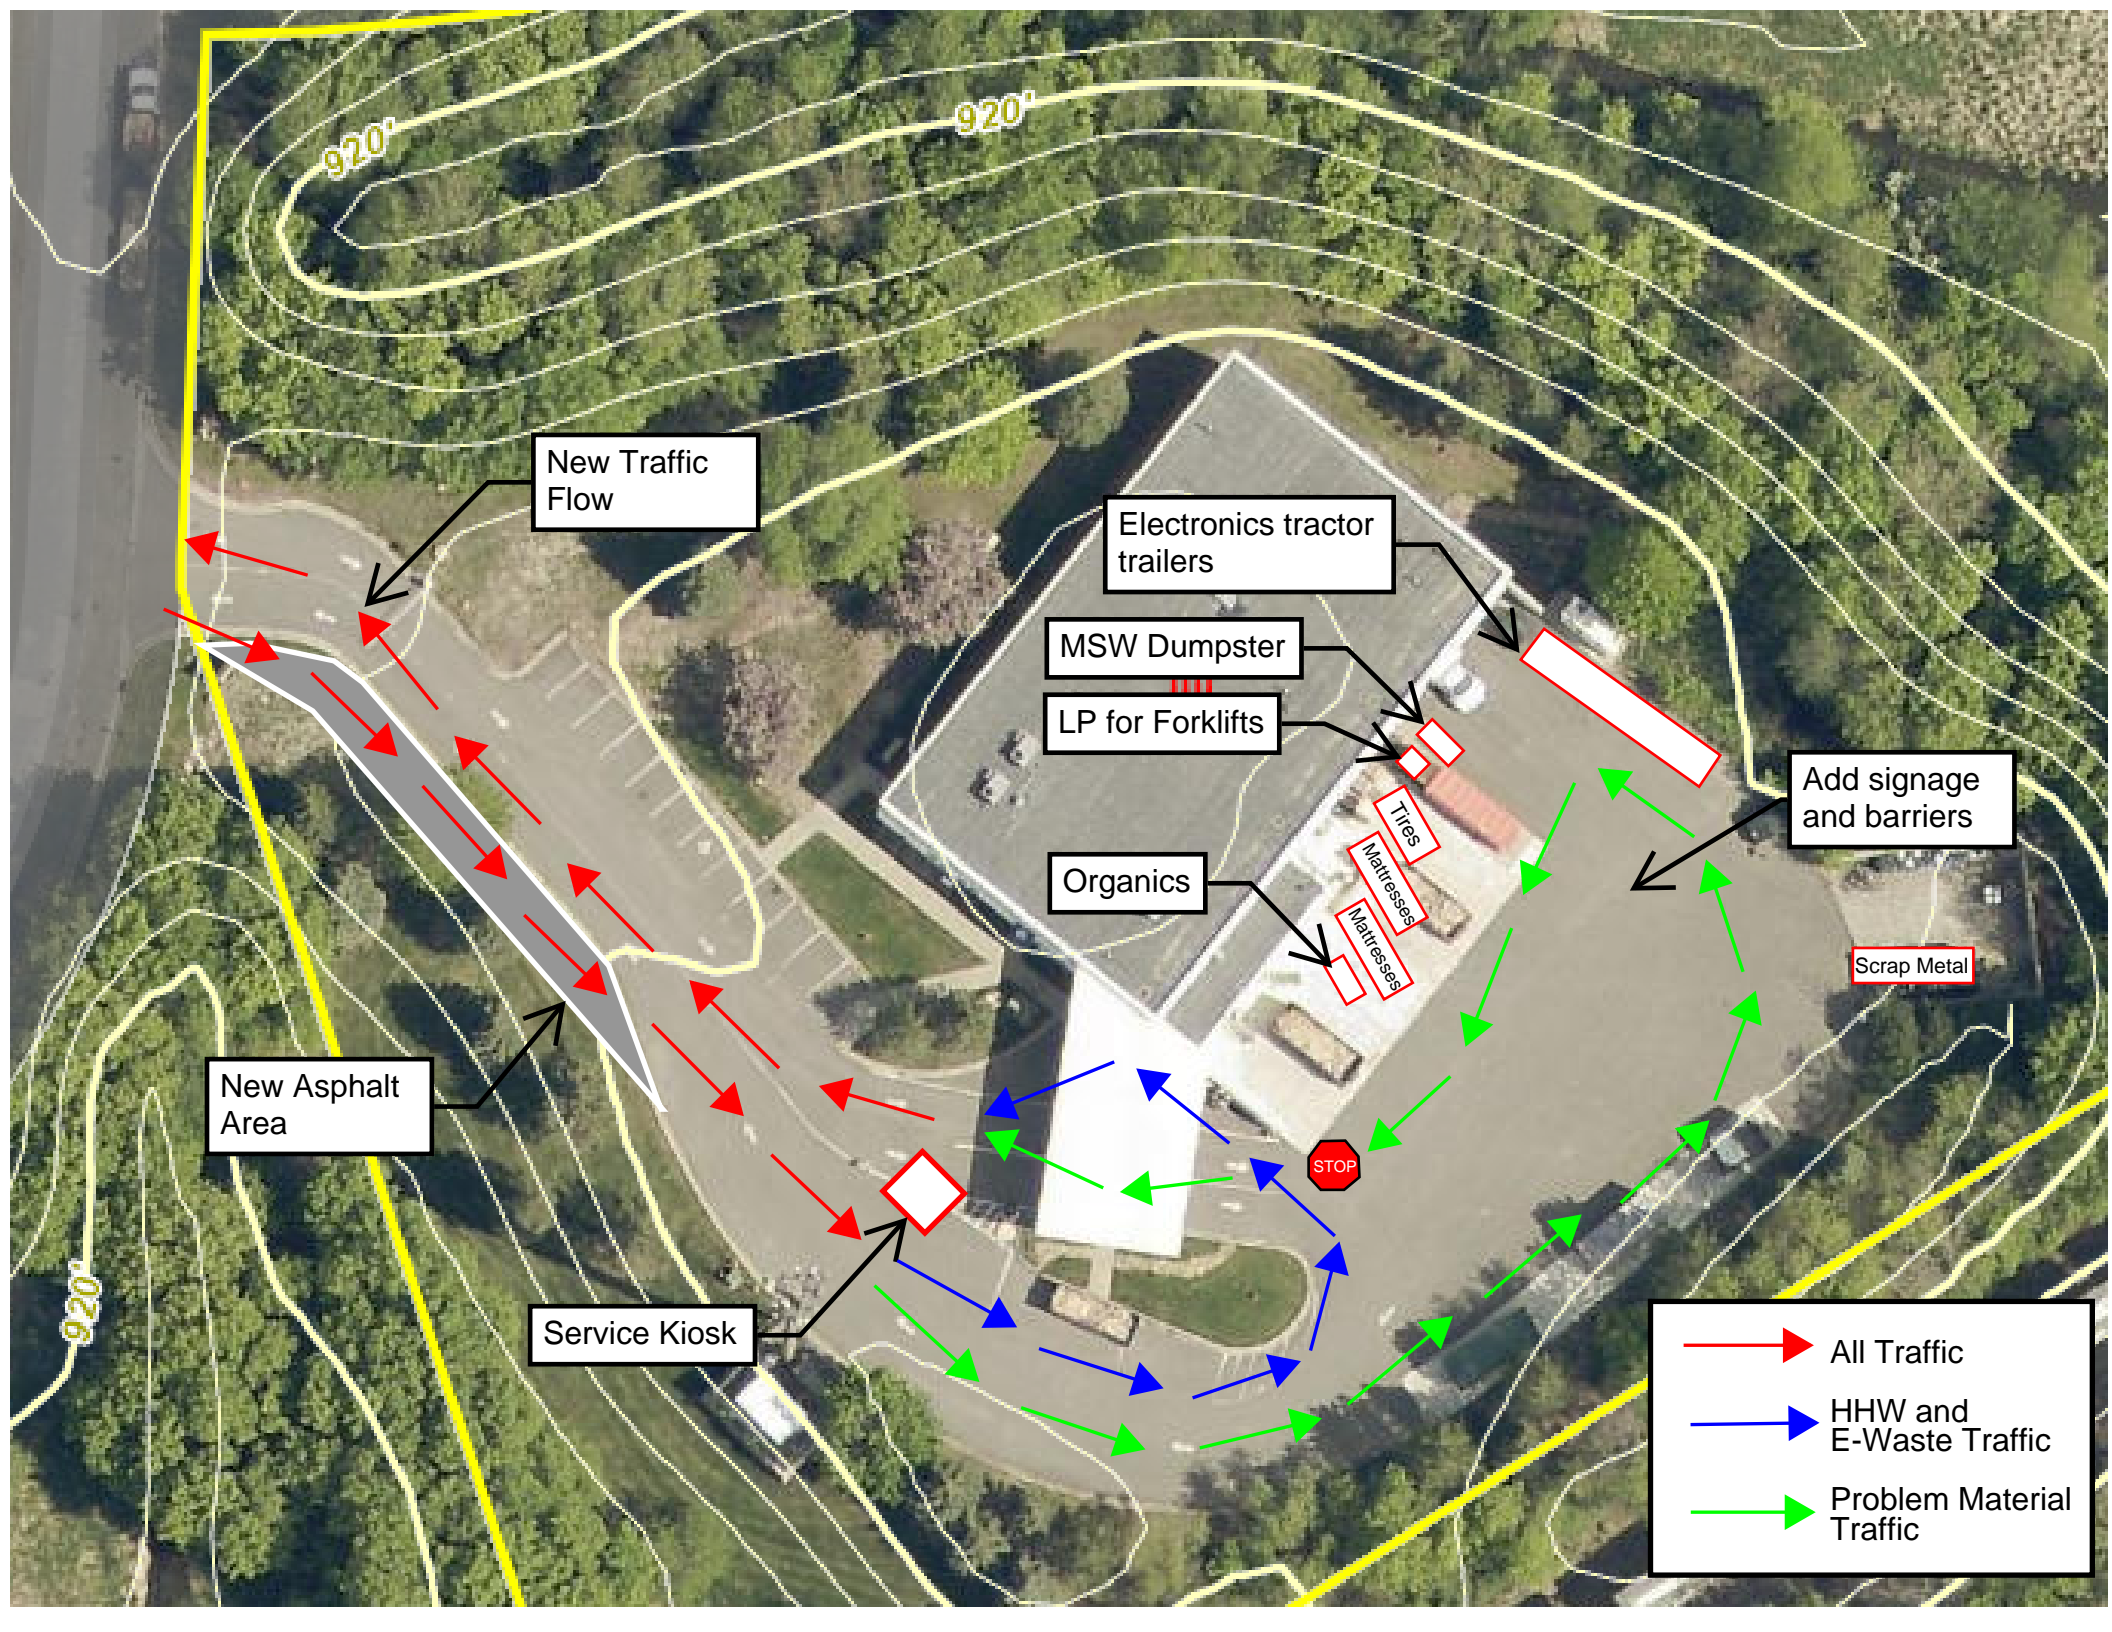 920'
920'
New Traffic
Flow
Electronics tractor
trailers
MSW Dumpster
LP for Forklifts
Add signage
and barriers
Tires
Mattresses
Organics
Mattresses
Scrap Metal
New Asphalt
Area
STOP
920'
Service Kiosk
All Traffic
HHW and
E-Waste Traffic
Problem Material
Traffic